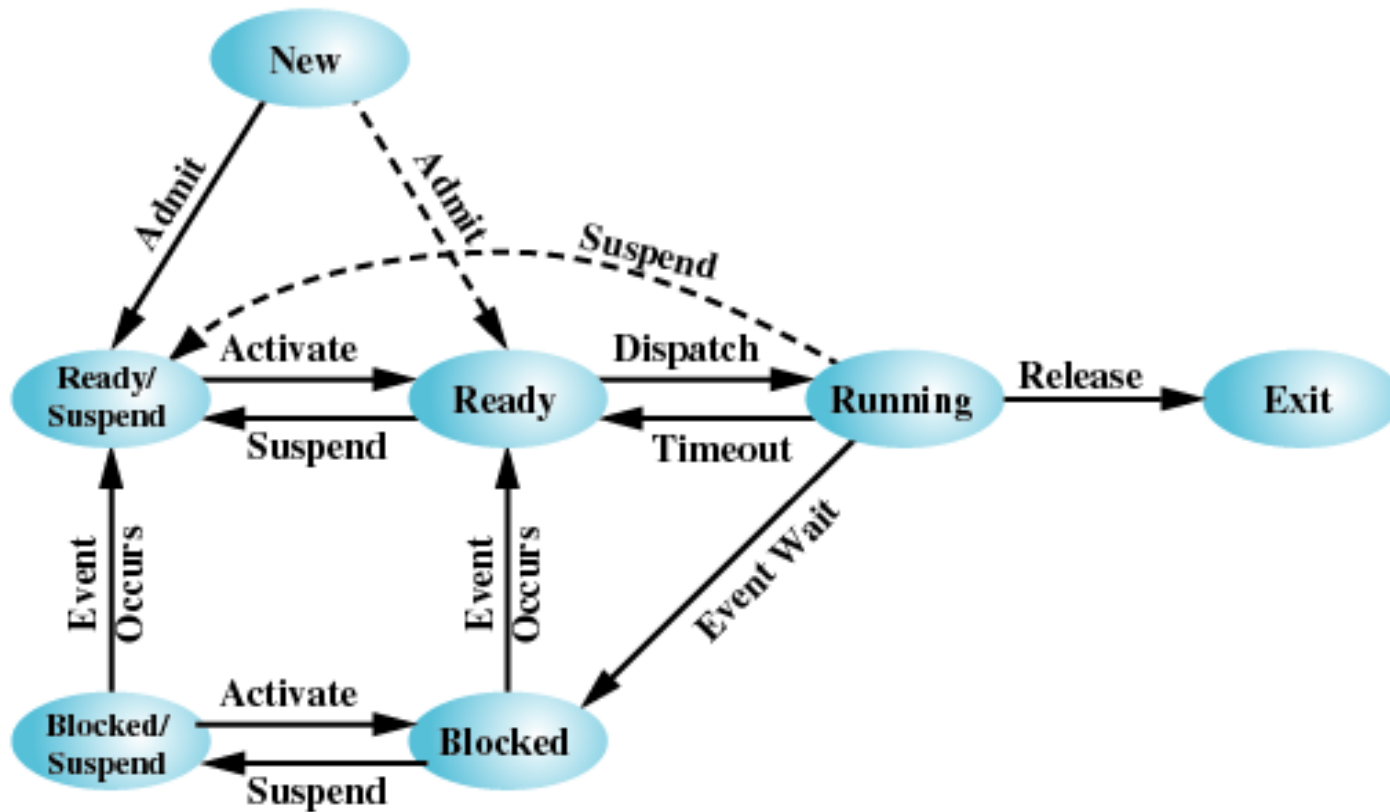 New
Admit
Admit
Suspend
Activate
Dispatch
Release
Ready/
Suspend
Ready
Running
Exit
Suspend
Timeout
Event
Occurs
Event
Occurs
Event Wait
Activate
Blocked/
Suspend
Blocked
Suspend